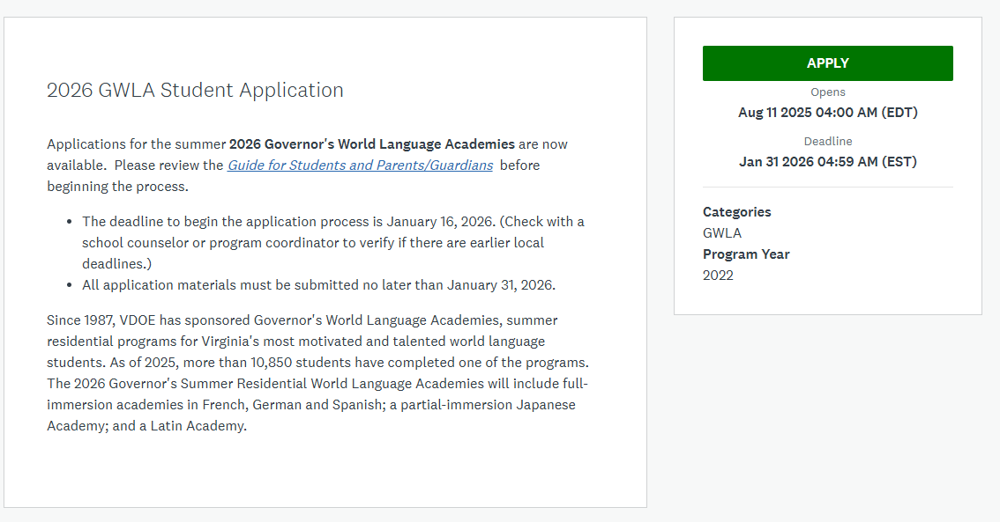 2026 GWLA Student Application
Applications for the summer 2026 Governor's World Language Academies are now
available.  Please review the Guide for Students and Parents/Guardians  before
beginning the process.
• The deadline to begin the application process is January 16, 2026. (Check with a
school counselor or program coordinator to verify if there are earlier local
deadlines.)
• All application materials must be submitted no later than January 31, 2026.
Since 1987, VDOE has sponsored Governor's World Language Academies, summer
residential programs for Virginia's most motivated and talented world language
students. As of 2025, more than 10,850 students have completed one of the programs.
The 2026 Governor's Summer Residential World Language Academies will include full-
immersion academies in French, German and Spanish; a partial-immersion Japanese
Academy; and a Latin Academy.
APPLY
Opens
Aug 11 2025 04:00 AM (EDT)
Deadline
Jan 31 2026 04:59 AM (EST)
Categories
GWLA
Program Year
2022